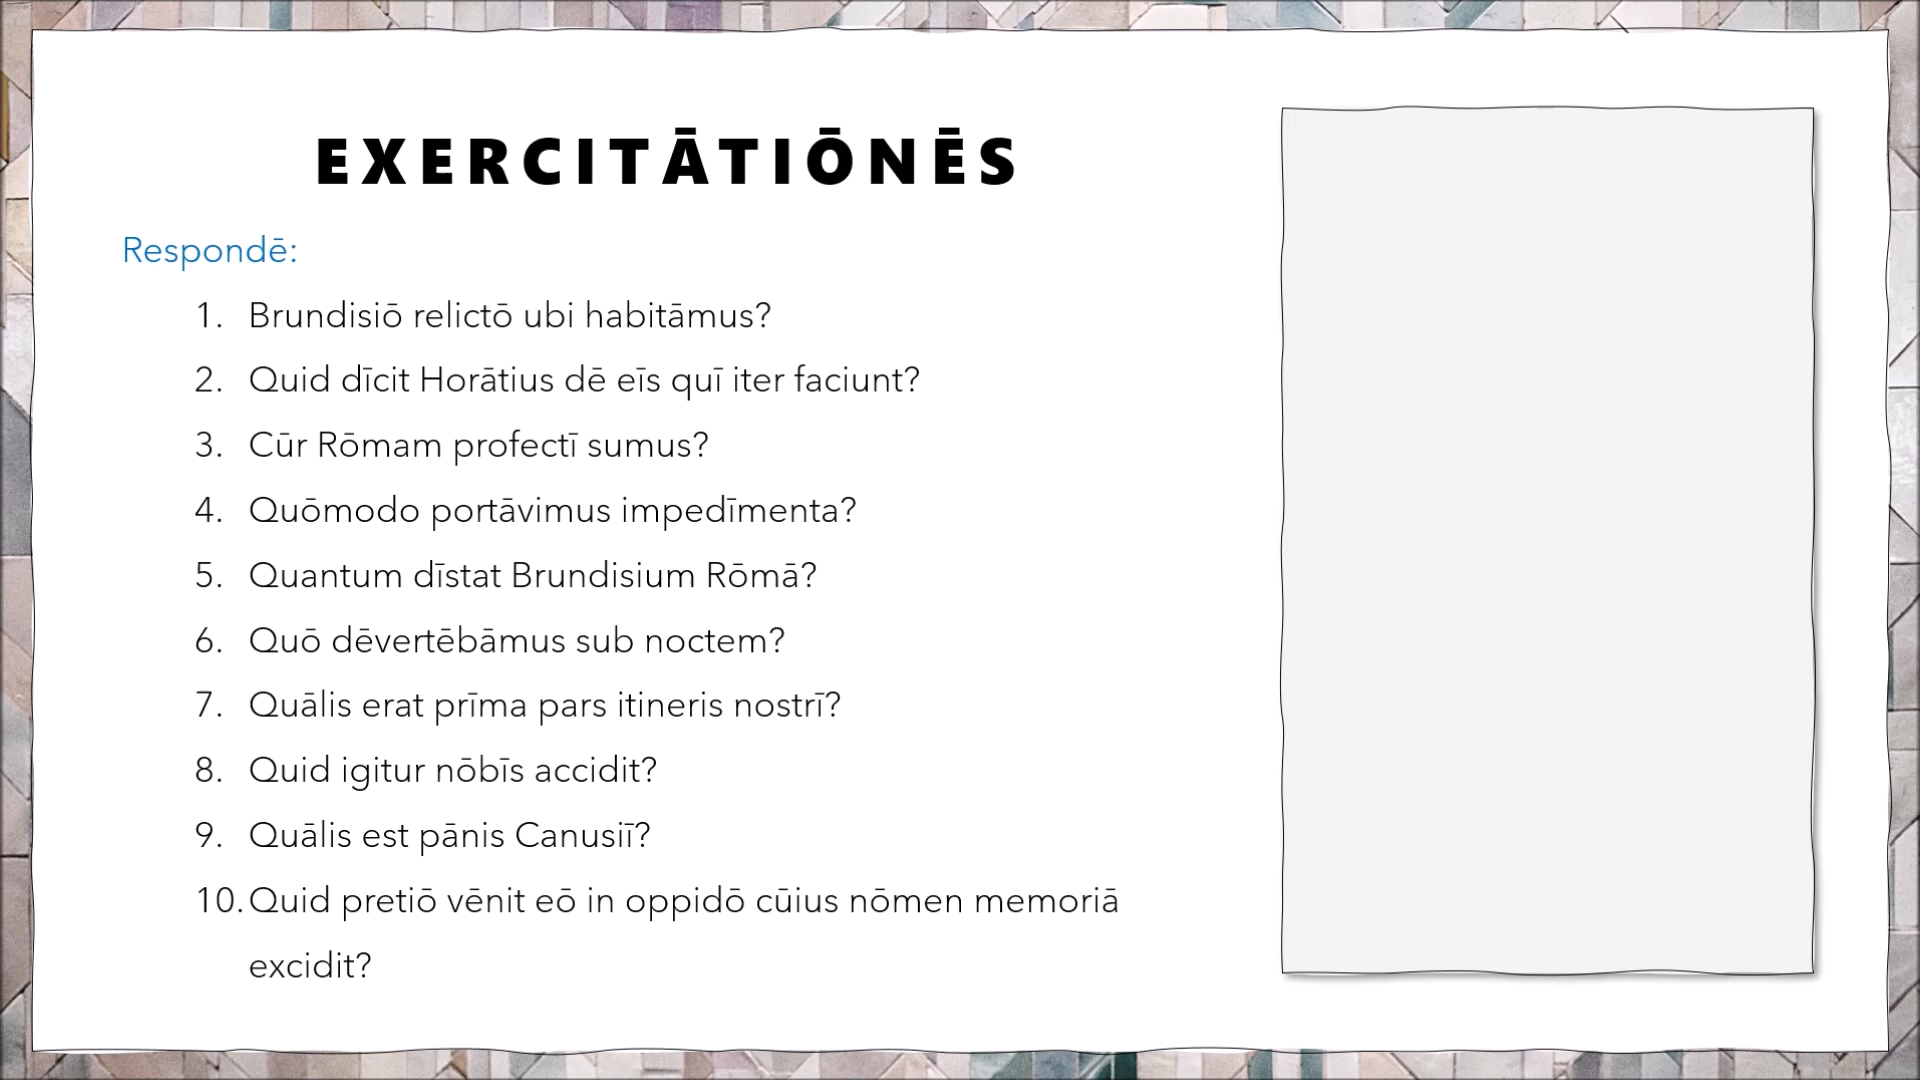 EXERCITĀTIŌNĒS
Respondē:
1. Brundisiō relictō ubi habitāmus?
2. Quid dīcit Horātius dē eīs quī iter faciunt?
3. Cūr Rōmam profectī sumus?
4. Quōmodo portāvimus impedīmenta?
5. Quantum dīstat Brundisium Rōmā?
6. Quō dēvertēbāmus sub noctem?
7. Quālis erat prīma pars itineris nostrī?
8. Quid igitur nōbīs accidit?
9. Quālis est pānis Canusiī?
10. Quid pretiō vēnit eō in oppidō cūius nōmen memoriā
excidit?